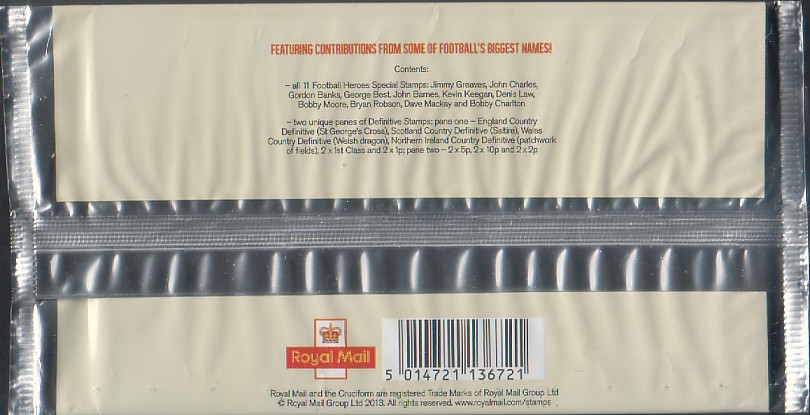 FEATURING CONTRIBUTIONS FROM SOME OF FOOTBALL'S BIGGEST NAMES!
Contents:
– all 11 Football Heroes Special Stamps: Jimmy Greaves, John Charles,
Gordon Banks, George Best, John Barnes, Kevin Keegan, Denis Law,
Bobby Moore, Bryan Robson, Dave Mackay and Bobby Charlton
– two unique panes of Definitive Stamps: pane one – England Country
Definitive (St George's Cross), Scotland Country Definitive (Saltire), Wales
Country Definitive (Welsh dragon), Northern Ireland Country Definitive (patchwork
of fields), 2 x 1st Class and 2 x 1p; pane two – 2 x 5p, 2 x 10p and 2 x 2p
Royal Mail
5 014721 136721
Royal Mail and the Cruciform are registered Trade Marks of Royal Mail Group Ltd
© Royal Mail Group Ltd 2013. All rights reserved. www.royalmail.com/stamps